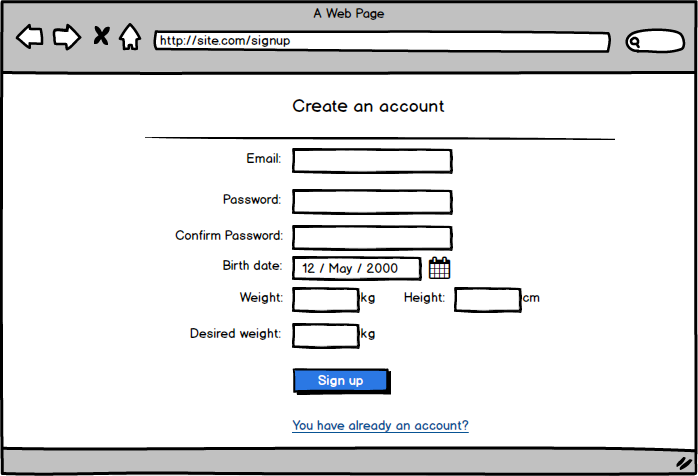 A Web Page
http://site.com/signup
Create an account
Email:
Password:
Confirm Password:
Birth date: 12 / May / 2000
Weight: kg Height: cm
Desired weight: kg
Sign up
You have already an account?